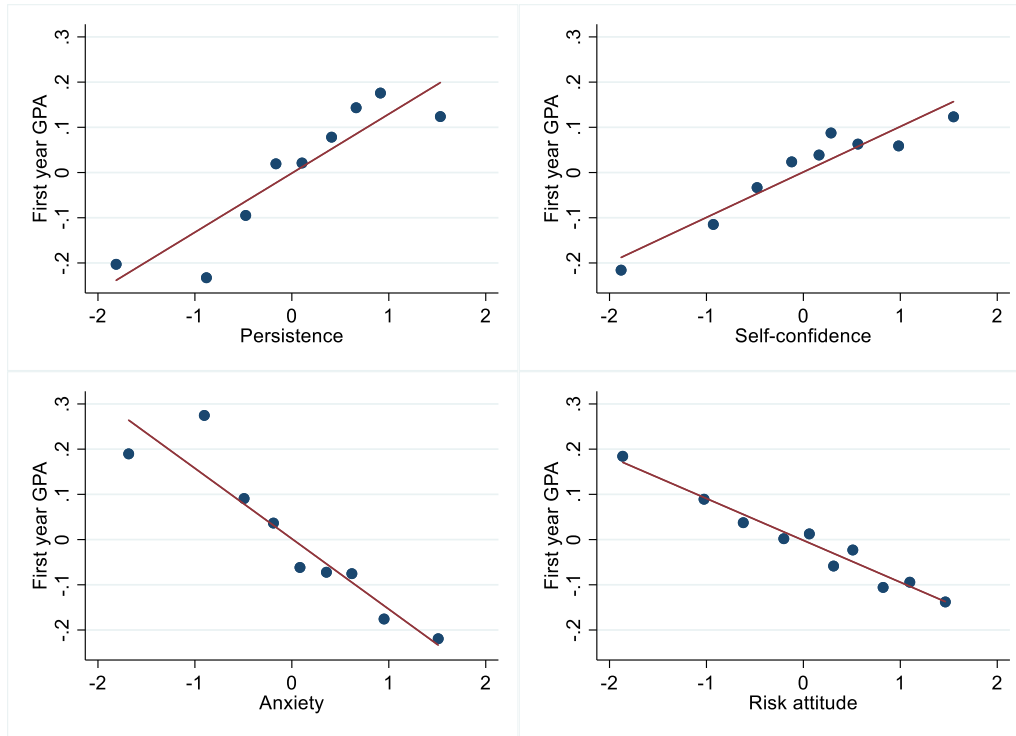 First year GPA
.3
.2
.1
0
-.1
-.2
-2 -1 0 1 2
Persistence
First year GPA
.3
.2
.1
0
-.1
-.2
-2 -1 0 1 2
Self-confidence
First year GPA
.3
.2
.1
0
-.1
-.2
-2 -1 0 1 2
Anxiety
First year GPA
.3
.2
.1
0
-.1
-.2
-2 -1 0 1 2
Risk attitude